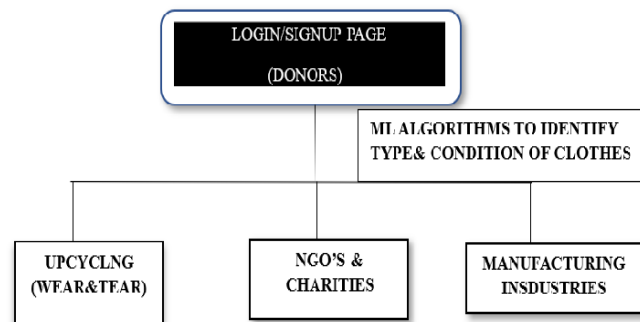 LOGIN/SIGNUP PAGE
(DONORS)
ML ALGORITHMS TO IDENTIFY
TYPE& CONDITION OF CLOTHES
UPCYCLNG
(WEAR&TEAR)
NGO'S &
CHARITIES
MANUFACTURING
INSDUSTRIES